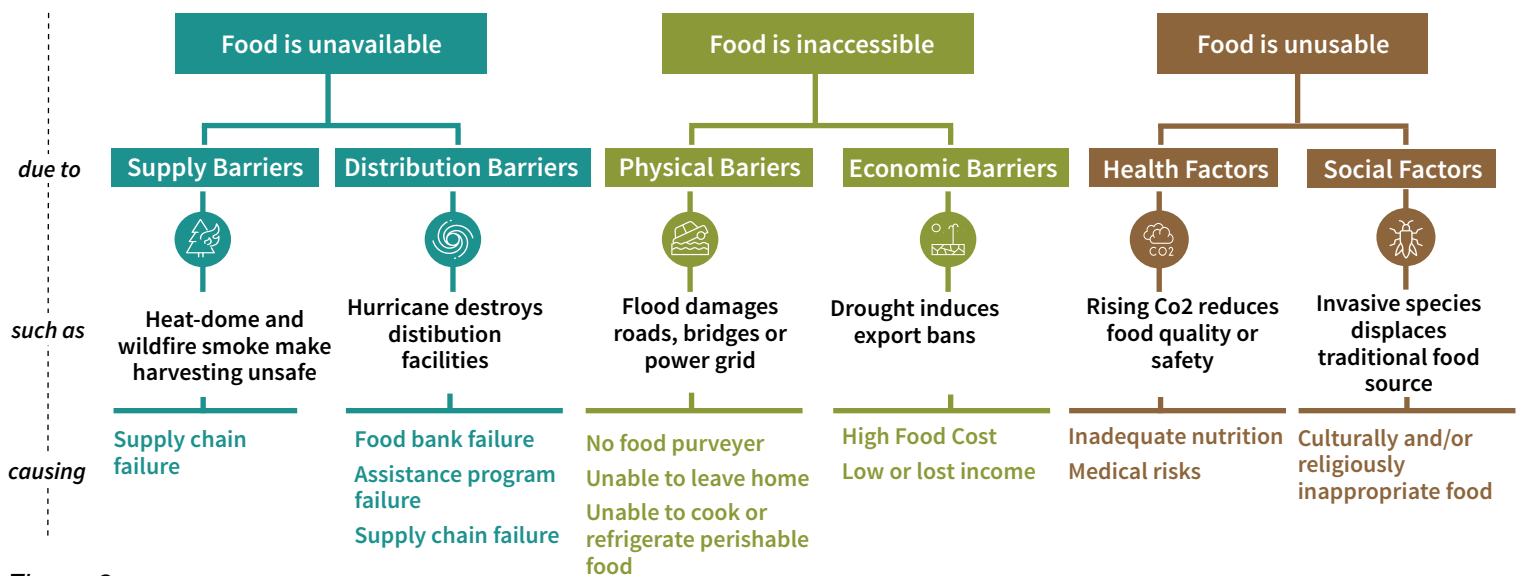 Food is unavailable
Food is inaccessible
Food is unusable
due to
Supply Barriers
Distribution Barriers
Physical Bariers
Economic Barriers
Health Factors
Social Factors
CO2
such as
Heat-dome and
wildfire smoke make
harvesting unsafe
Hurricane destroys
distibution
facilities
Flood damages
roads, bridges or
power grid
Drought induces
export bans
Rising Co2 reduces
food quality or
safety
Invasive species
displaces
traditional food
source
causing
Supply chain
failure
Food bank failure
Assistance program
failure
Supply chain failure
No food purveyer
Unable to leave home
Unable to cook or
refrigerate perishable
food
High Food Cost
Low or lost income
Inadequate nutrition
Medical risks
Culturally and/or
religiously
inappropriate food